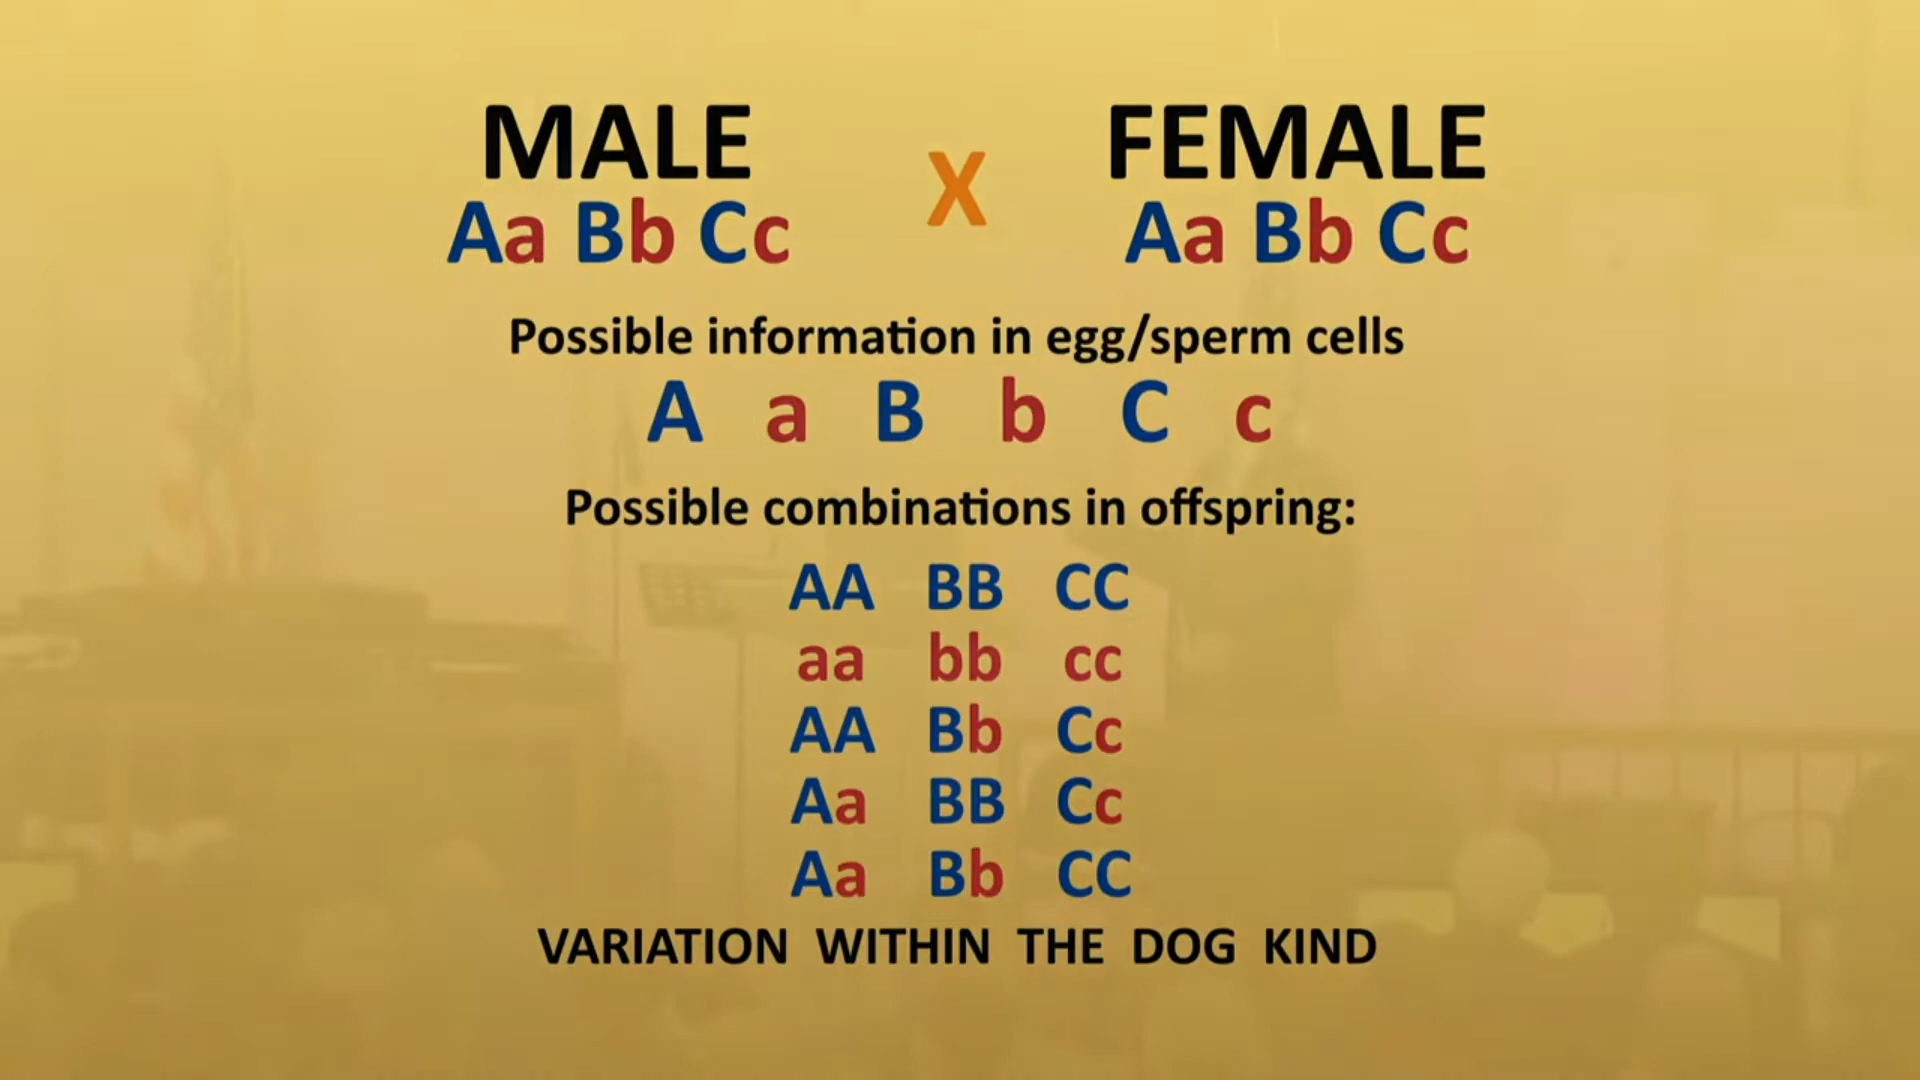 MALE X FEMALE
Aa Bb Cc Aa Bb Cc
Possible information in egg/sperm cells
A a B b C c
Possible combinations in offspring:
AA BB CC
aa bb cc
AA Bb Cc
Aa BB Cc
Aa Bb CC
VARIATION WITHIN THE DOG KIND